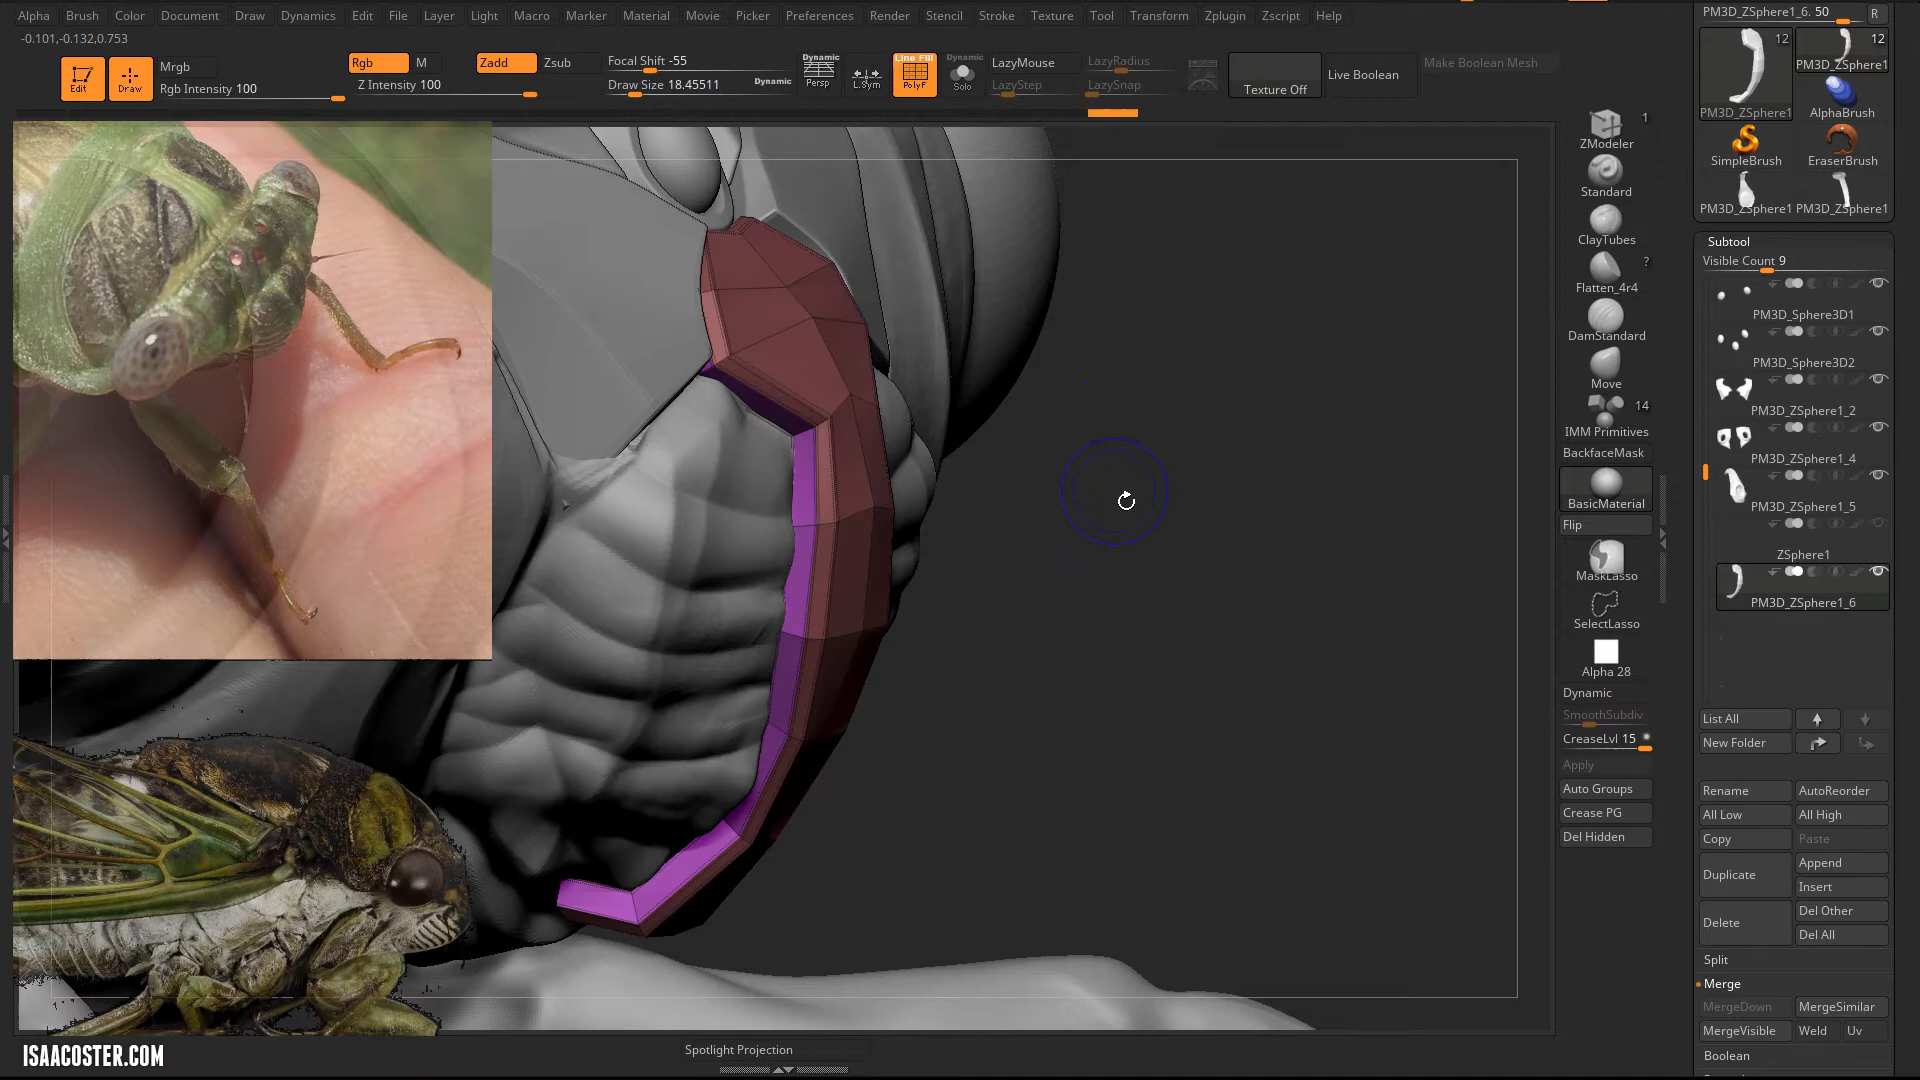 Alpha Brush Color Document Draw Dynamics Edit File Layer Light Macro Marker Material Movie Picker Preferences Render Stencil Stroke Texture Tool Transform Zplugin Zscript Help
-0.101,-0.132,0.753
Edit Draw
Mrgb
Rgb Intensity 100
Rgb M
Z Intensity 100
Zadd Zsub
Focal Shift -55
Draw Size 18.45511
Dynamic
Dynamic
Persp
L.Sym
Line Fill
PolyF
Dynamic
Solo
LazyMouse LazyRadius
LazyStep LazySnap
Texture Off
Live Boolean
Make Boolean Mesh
PM3D_ZSphere1_6. 50 R
12 12
PM3D_ZSphere1
PM3D_ZSphere1 AlphaBrush
SimpleBrush EraserBrush
PM3D_ZSphere1 PM3D_ZSphere1
1
ZModeler
Standard
ClayTubes
?
Flatten_4r4
DamStandard
Move
14
IMM Primitives
BackfaceMask
BasicMaterial
Flip
MaskLasso
SelectLasso
Alpha 28
Dynamic
SmoothSubdiv
CreaseLvl 15
Apply
Auto Groups
Crease PG
Del Hidden
Subtool
Visible Count 9
PM3D_Sphere3D1
PM3D_Sphere3D2
PM3D_ZSphere1_2
PM3D_ZSphere1_4
PM3D_ZSphere1_5
ZSphere1
PM3D_ZSphere1_6
List All
New Folder
Rename AutoReorder
All Low All High
Copy Paste
Duplicate Append
Insert
Delete Del Other
Del All
Split
Merge
MergeDown MergeSimilar
MergeVisible Weld Uv
Boolean
ISAACOSTER.COM
Spotlight Projection